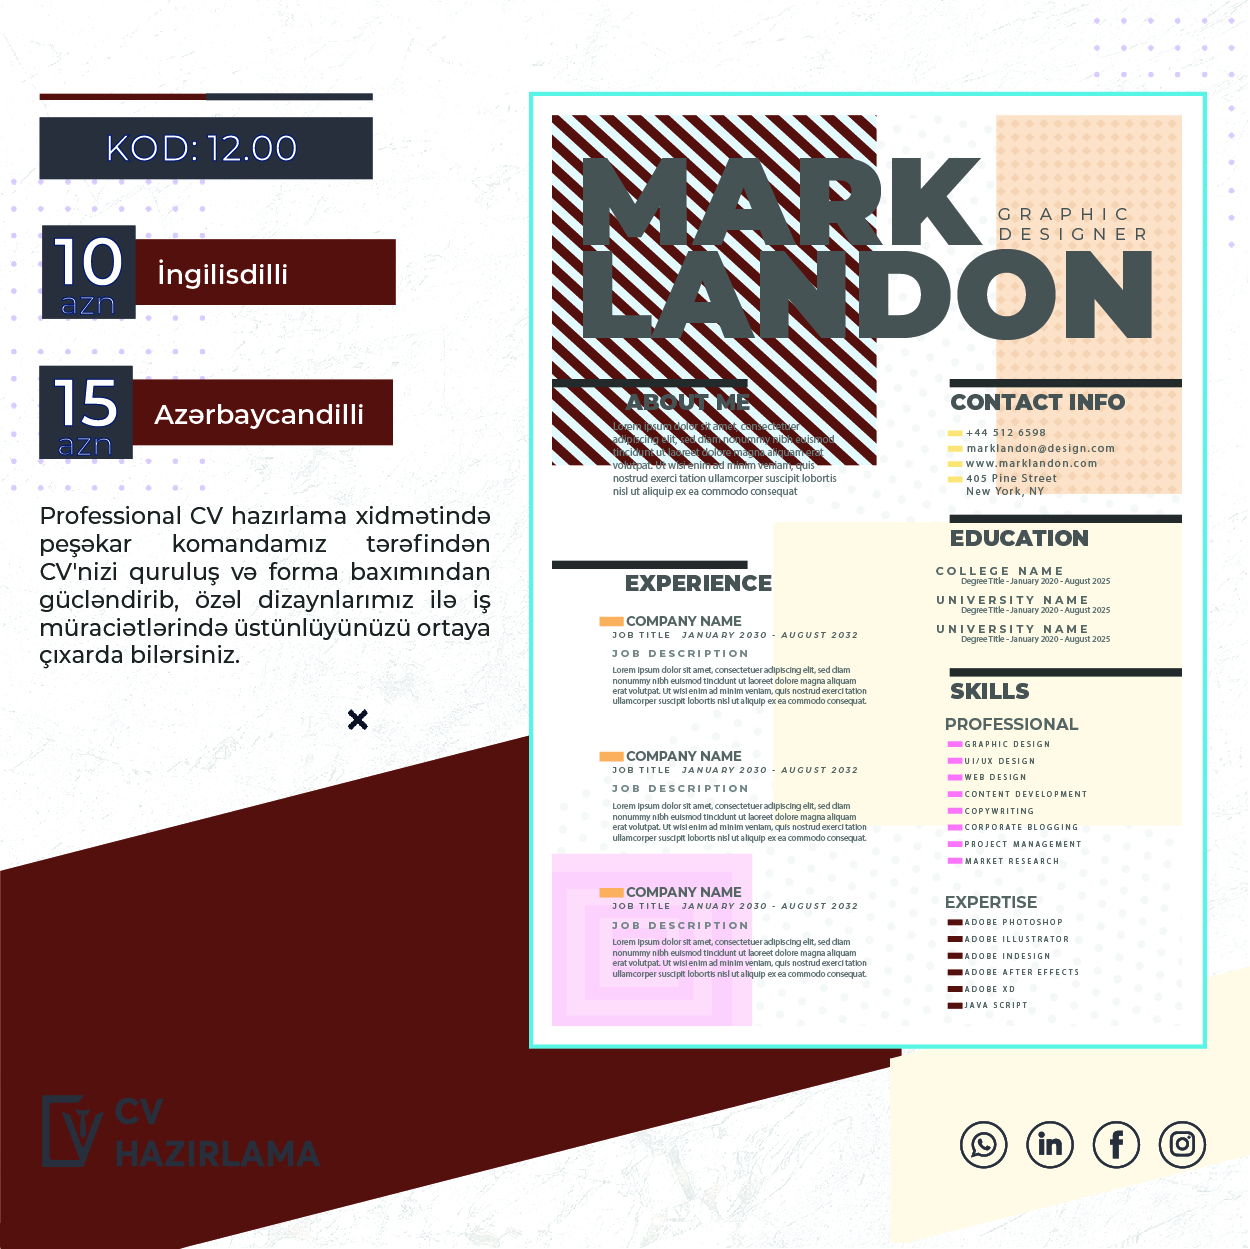 KOD: 12.00
10
azn
İngilisdilli
15
azn
Azərbaycandilli
Professional CV hazırlama xidmətində
peşəkar komandamız tərəfindən
CV'nizi quruluş və forma baxımından
gücləndirib, özəl dizaynlarımız ilə iş
müraciətlərində üstünlüyünüzü ortaya
çıxarda bilərsiniz.
CV
HAZIRLAMA
MARK
LANDON
GRAPHIC
DESIGNER
ABOUT ME
Lorem ipsum dolor sit amet, consectetuer
adipiscing elit, sed diam nonummy nibh euismod
tincidunt ut laoreet dolore magna aliquam erat
volutpat. Ut wisi enim ad minim veniam, quis
nostrud exerci tation ullamcorper suscipit lobortis
nisl ut aliquip ex ea commodo consequat
EXPERIENCE
COMPANY NAME
JOB TITLE JANUARY 2030 - AUGUST 2032
JOB DESCRIPTION
Lorem ipsum dolor sit amet, consectetuer adipiscing elit, sed diam
nonummy nibh euismod tincidunt ut laoreet dolore magna aliquam
erat volutpat. Ut wisi enim ad minim veniam, quis nostrud exerci tation
ullamcorper suscipit lobortis nisl ut aliquip ex ea commodo consequat.
COMPANY NAME
JOB TITLE JANUARY 2030 - AUGUST 2032
JOB DESCRIPTION
Lorem ipsum dolor sit amet, consectetuer adipiscing elit, sed diam
nonummy nibh euismod tincidunt ut laoreet dolore magna aliquam
erat volutpat. Ut wisi enim ad minim veniam, quis nostrud exerci tation
ullamcorper suscipit lobortis nisl ut aliquip ex ea commodo consequat.
COMPANY NAME
JOB TITLE JANUARY 2030 - AUGUST 2032
JOB DESCRIPTION
Lorem ipsum dolor sit amet, consectetuer adipiscing elit, sed diam
nonummy nibh euismod tincidunt ut laoreet dolore magna aliquam
erat volutpat. Ut wisi enim ad minim veniam, quis nostrud exerci tation
ullamcorper suscipit lobortis nisl ut aliquip ex ea commodo consequat.
CONTACT INFO
+44 512 6598
marklandon@design.com
www.marklandon.com
405 Pine Street
New York, NY
EDUCATION
COLLEGE NAME
Degree Title - January 2020 - August 2025
UNIVERSITY NAME
Degree Title - January 2020 - August 2025
UNIVERSITY NAME
Degree Title - January 2020 - August 2025
SKILLS
PROFESSIONAL
GRAPHIC DESIGN
UI/UX DESIGN
WEB DESIGN
CONTENT DEVELOPMENT
COPYWRITING
CORPORATE BLOGGING
PROJECT MANAGEMENT
MARKET RESEARCH
EXPERTISE
ADOBE PHOTOSHOP
ADOBE ILLUSTRATOR
ADOBE INDESIGN
ADOBE AFTER EFFECTS
ADOBE XD
JAVA SCRIPT